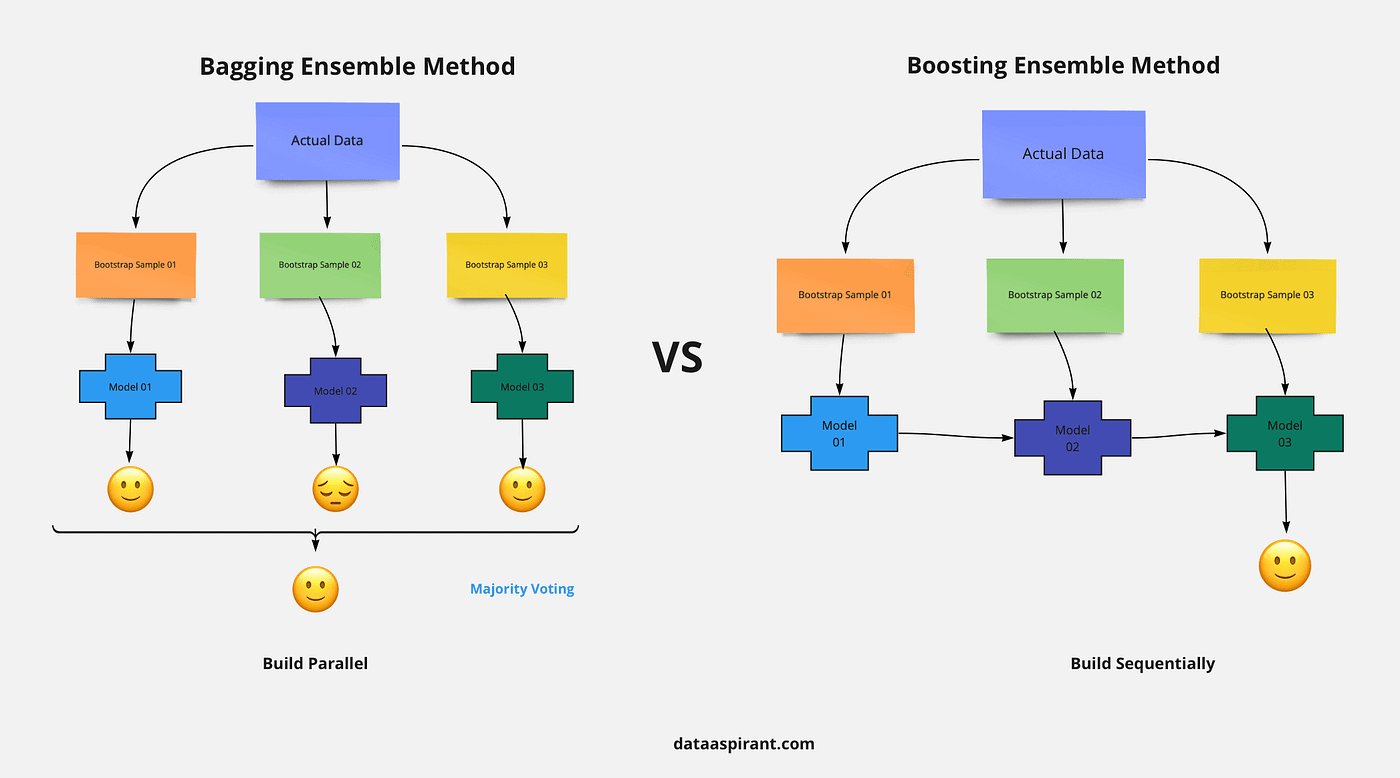 Bagging Ensemble Method
Actual Data
Bootstrap Sample 01
Bootstrap Sample 02
Bootstrap Sample 03
Model 01
Model 02
Model 03
Majority Voting
Build Parallel
VS
Boosting Ensemble Method
Actual Data
Bootstrap Sample 01
Bootstrap Sample 02
Bootstrap Sample 03
Model
01
Model
02
Model
03
Build Sequentially
dataaspirant.com